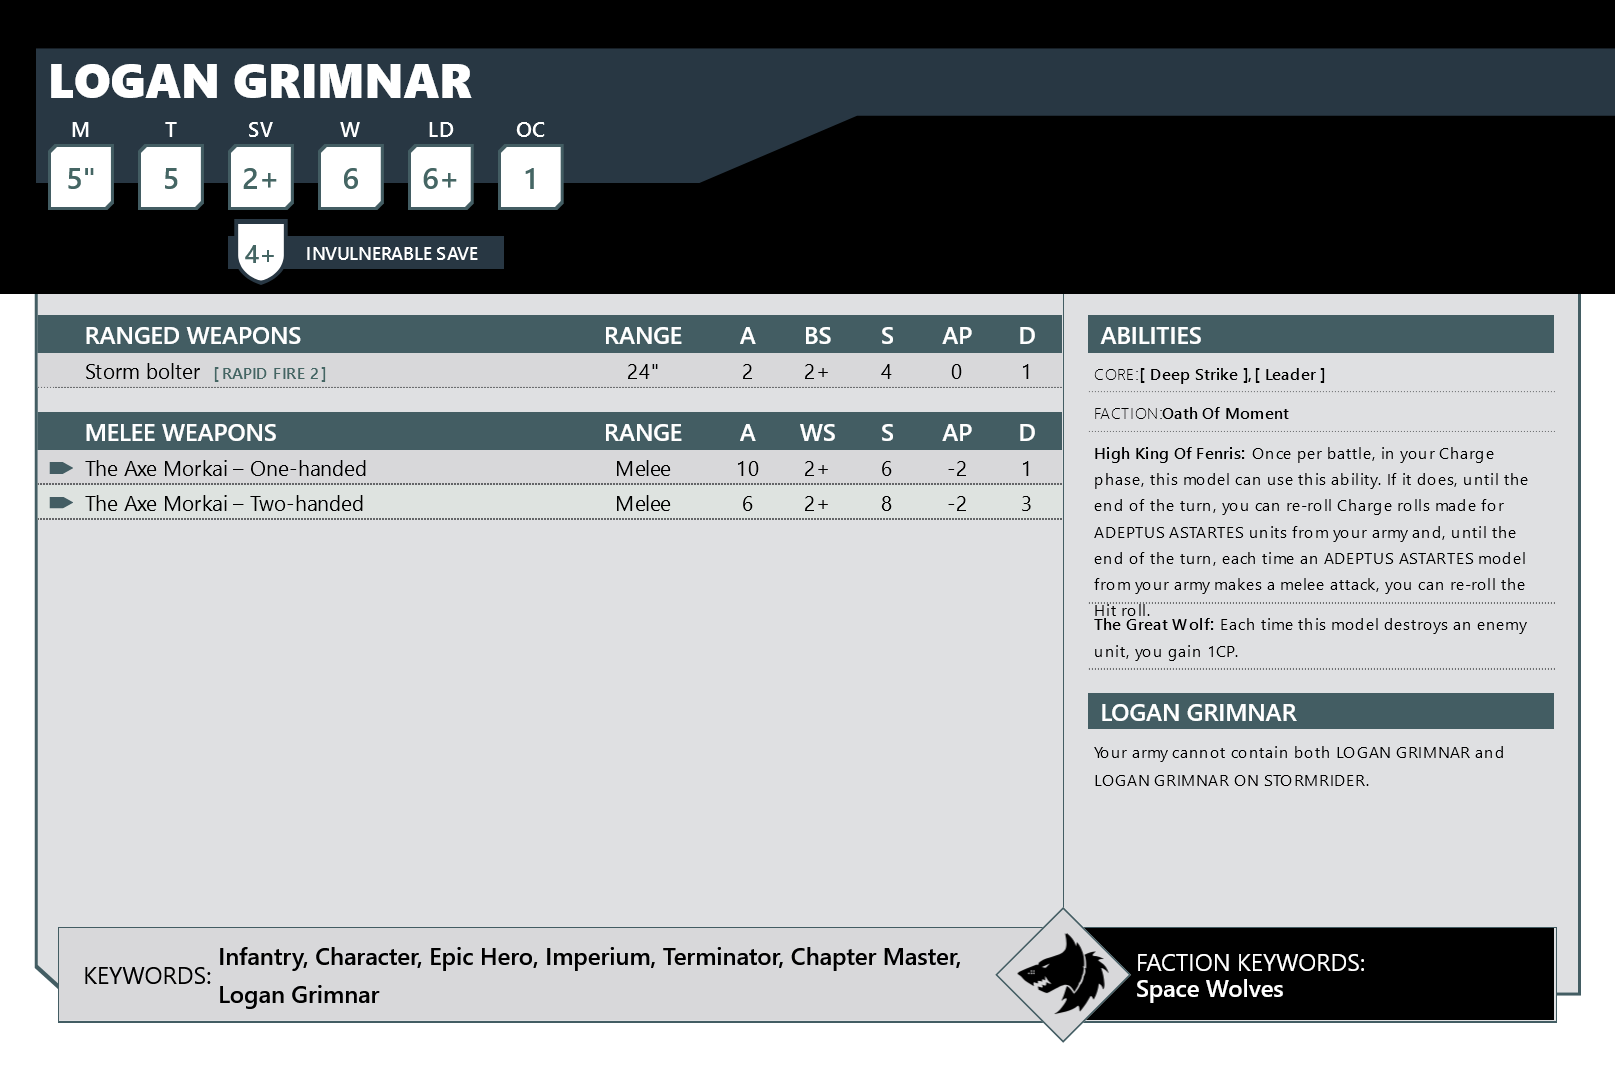 LOGAN GRIMNAR
M T SV W LD OC
5" 5 2+ 6 6+ 1
4+ INVULNERABLE SAVE
RANGED WEAPONS RANGE A BS S AP D
Storm bolter [RAPID FIRE 2] 24" 2 2+ 4 0 1
MELEE WEAPONS RANGE A WS S AP D
The Axe Morkai – One-handed Melee 10 2+ 6 -2 1
The Axe Morkai – Two-handed Melee 6 2+ 8 -2 3
ABILITIES
CORE:[ Deep Strike ],[ Leader ]
FACTION:Oath Of Moment
High King Of Fenris: Once per battle, in your Charge
phase, this model can use this ability. If it does, until the
end of the turn, you can re-roll Charge rolls made for
ADEPTUS ASTARTES units from your army and, until the
end of the turn, each time an ADEPTUS ASTARTES model
from your army makes a melee attack, you can re-roll the
Hit roll.
The Great Wolf: Each time this model destroys an enemy
unit, you gain 1CP.
LOGAN GRIMNAR
Your army cannot contain both LOGAN GRIMNAR and
LOGAN GRIMNAR ON STORMRIDER.
KEYWORDS: Infantry, Character, Epic Hero, Imperium, Terminator, Chapter Master,
Logan Grimnar
FACTION KEYWORDS:
Space Wolves